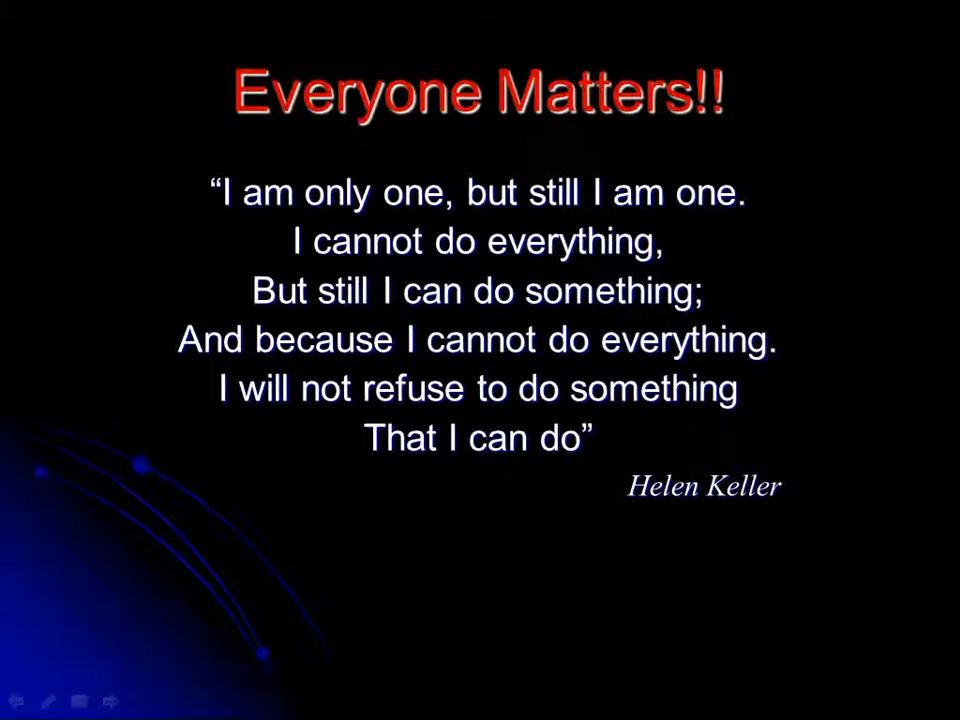 Everyone Matters!!
“I am only one, but still I am one.
I cannot do everything,
But still I can do something;
And because I cannot do everything.
I will not refuse to do something
That I can do”
Helen Keller